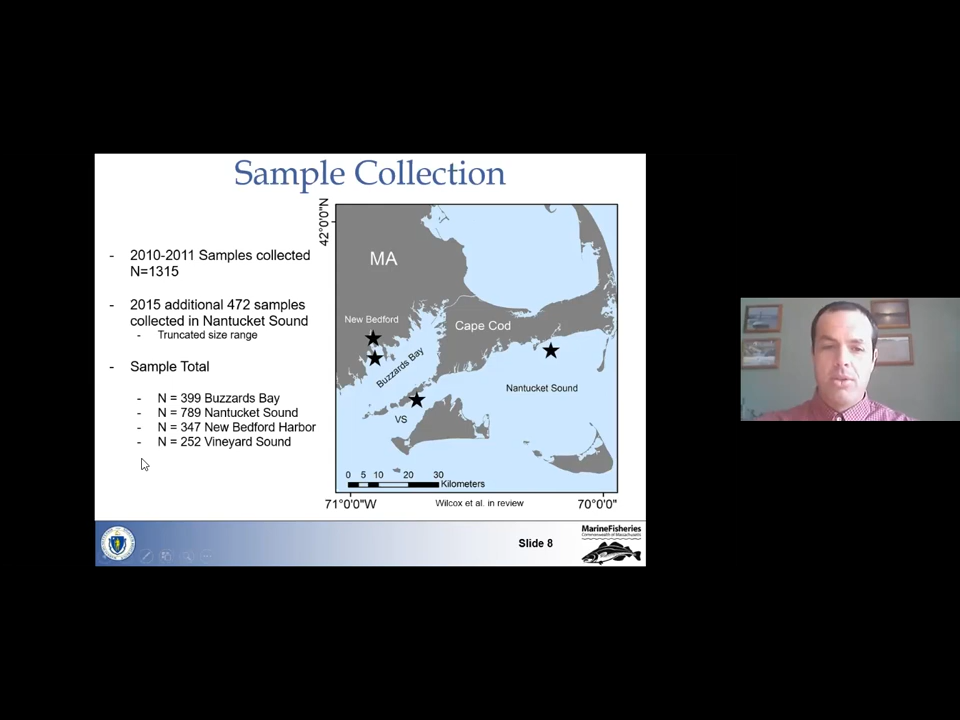 Sample Collection
- 2010-2011 Samples collected
N=1315
- 2015 additional 472 samples
collected in Nantucket Sound
- Truncated size range
- Sample Total
- N = 399 Buzzards Bay
- N = 789 Nantucket Sound
- N = 347 New Bedford Harbor
- N = 252 Vineyard Sound
42°0'0"N
MA
New Bedford
Cape Cod
Buzzards Bay
Nantucket Sound
VS
0 5 10 20 30
Kilometers
71°0'0"W
Wilcox et al. in review
70°0'0"
Slide 8
MarineFisheries
Commonwealth of Massachusetts